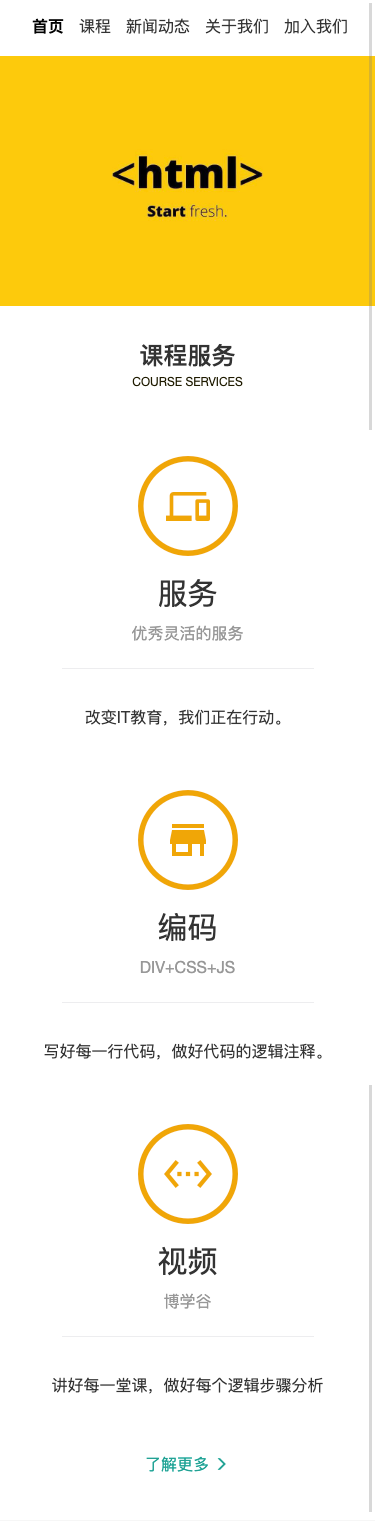 首页 课程 新闻动态 关于我们 加入我们
<html>
Start fresh.
课程服务
COURSE SERVICES
服务
优秀灵活的服务
改变IT教育，我们正在行动。
编码
DIV+CSS+JS
写好每一行代码，做好代码的逻辑注释。
视频
博学谷
讲好每一堂课，做好每个逻辑步骤分析
了解更多